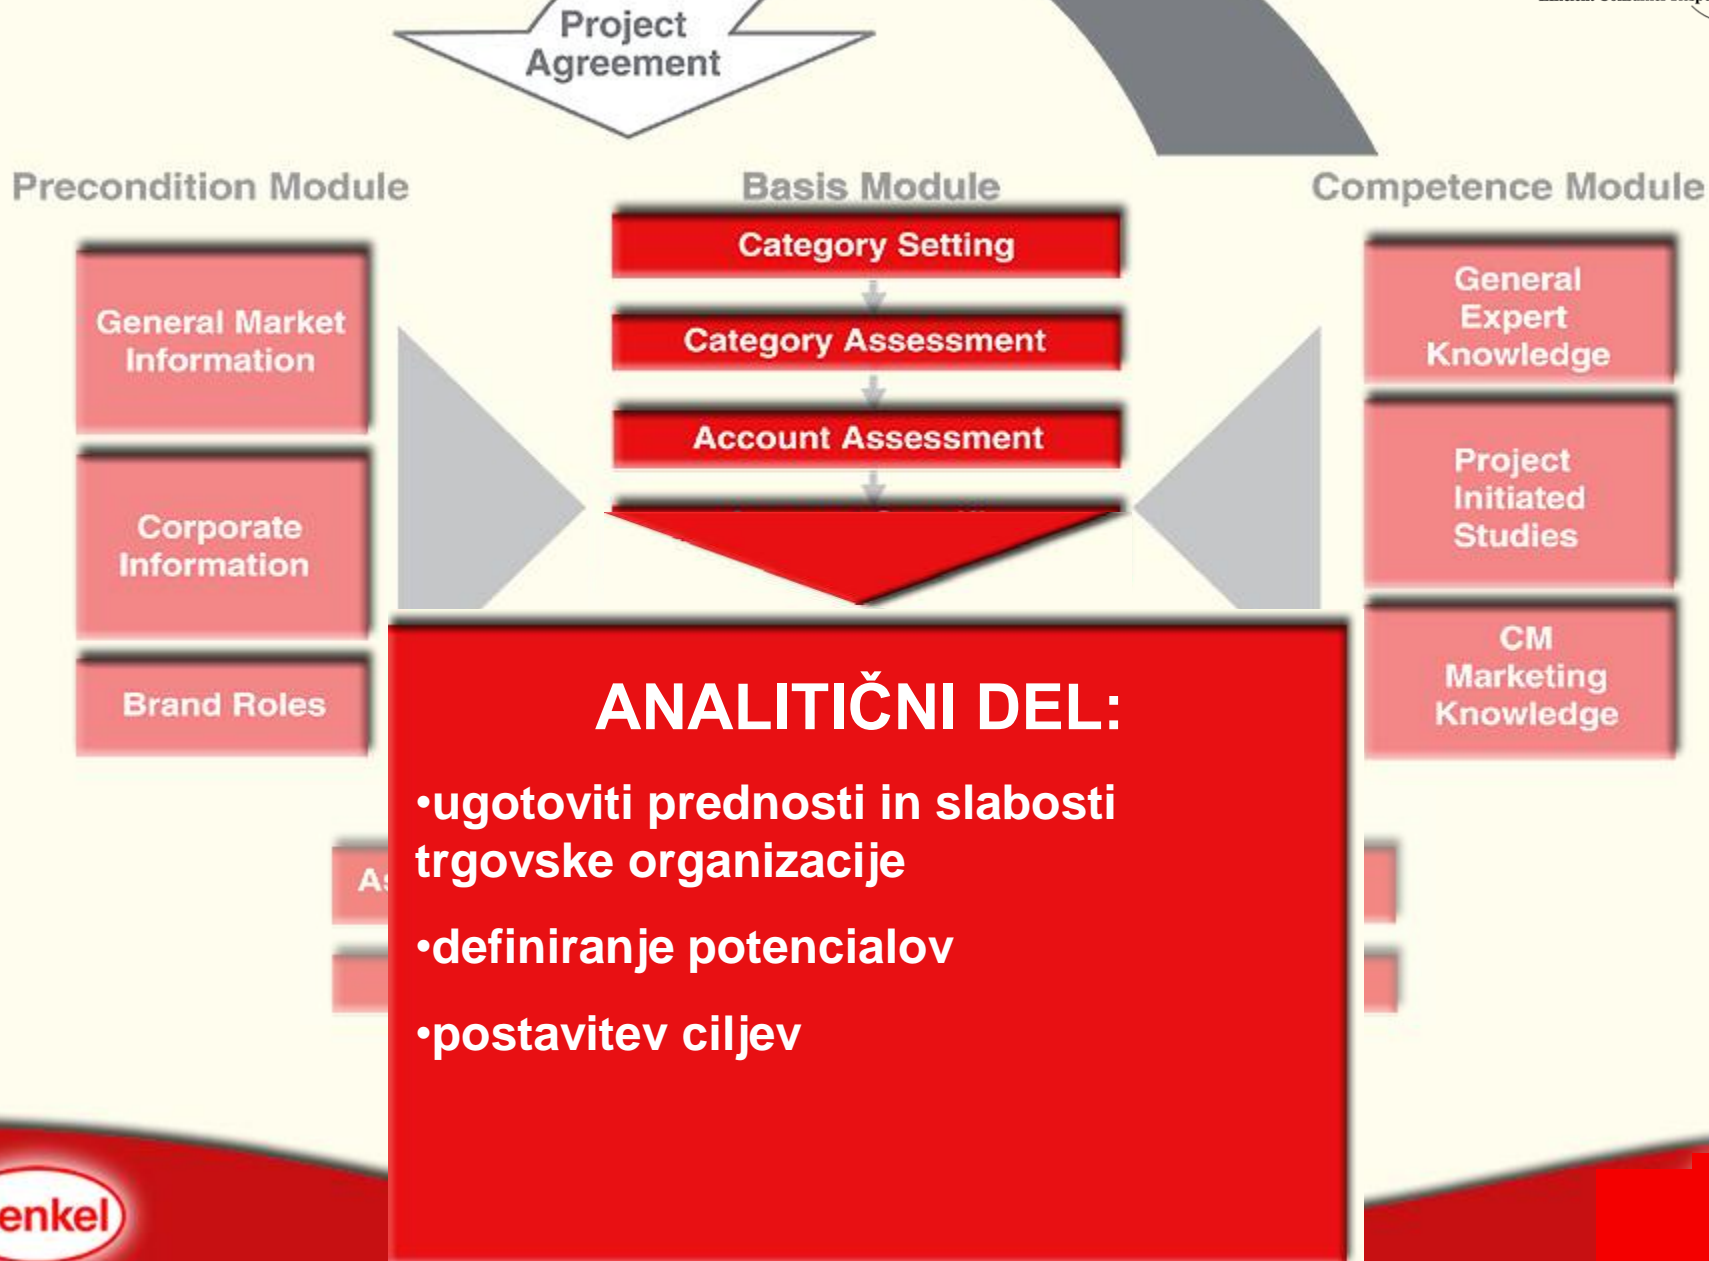 Project
Agreement
Precondition Module
Basis Module
Competence Module
General Market
Information
Corporate
Information
Brand Roles
Category Setting
Category Assessment
Account Assessment
General
Expert
Knowledge
Project
Initiated
Studies
CM
Marketing
Knowledge
ANALITIČNI DEL:
•ugotoviti prednosti in slabosti
trgovske organizacije
•definiranje potencialov
•postavitev ciljev
enkel